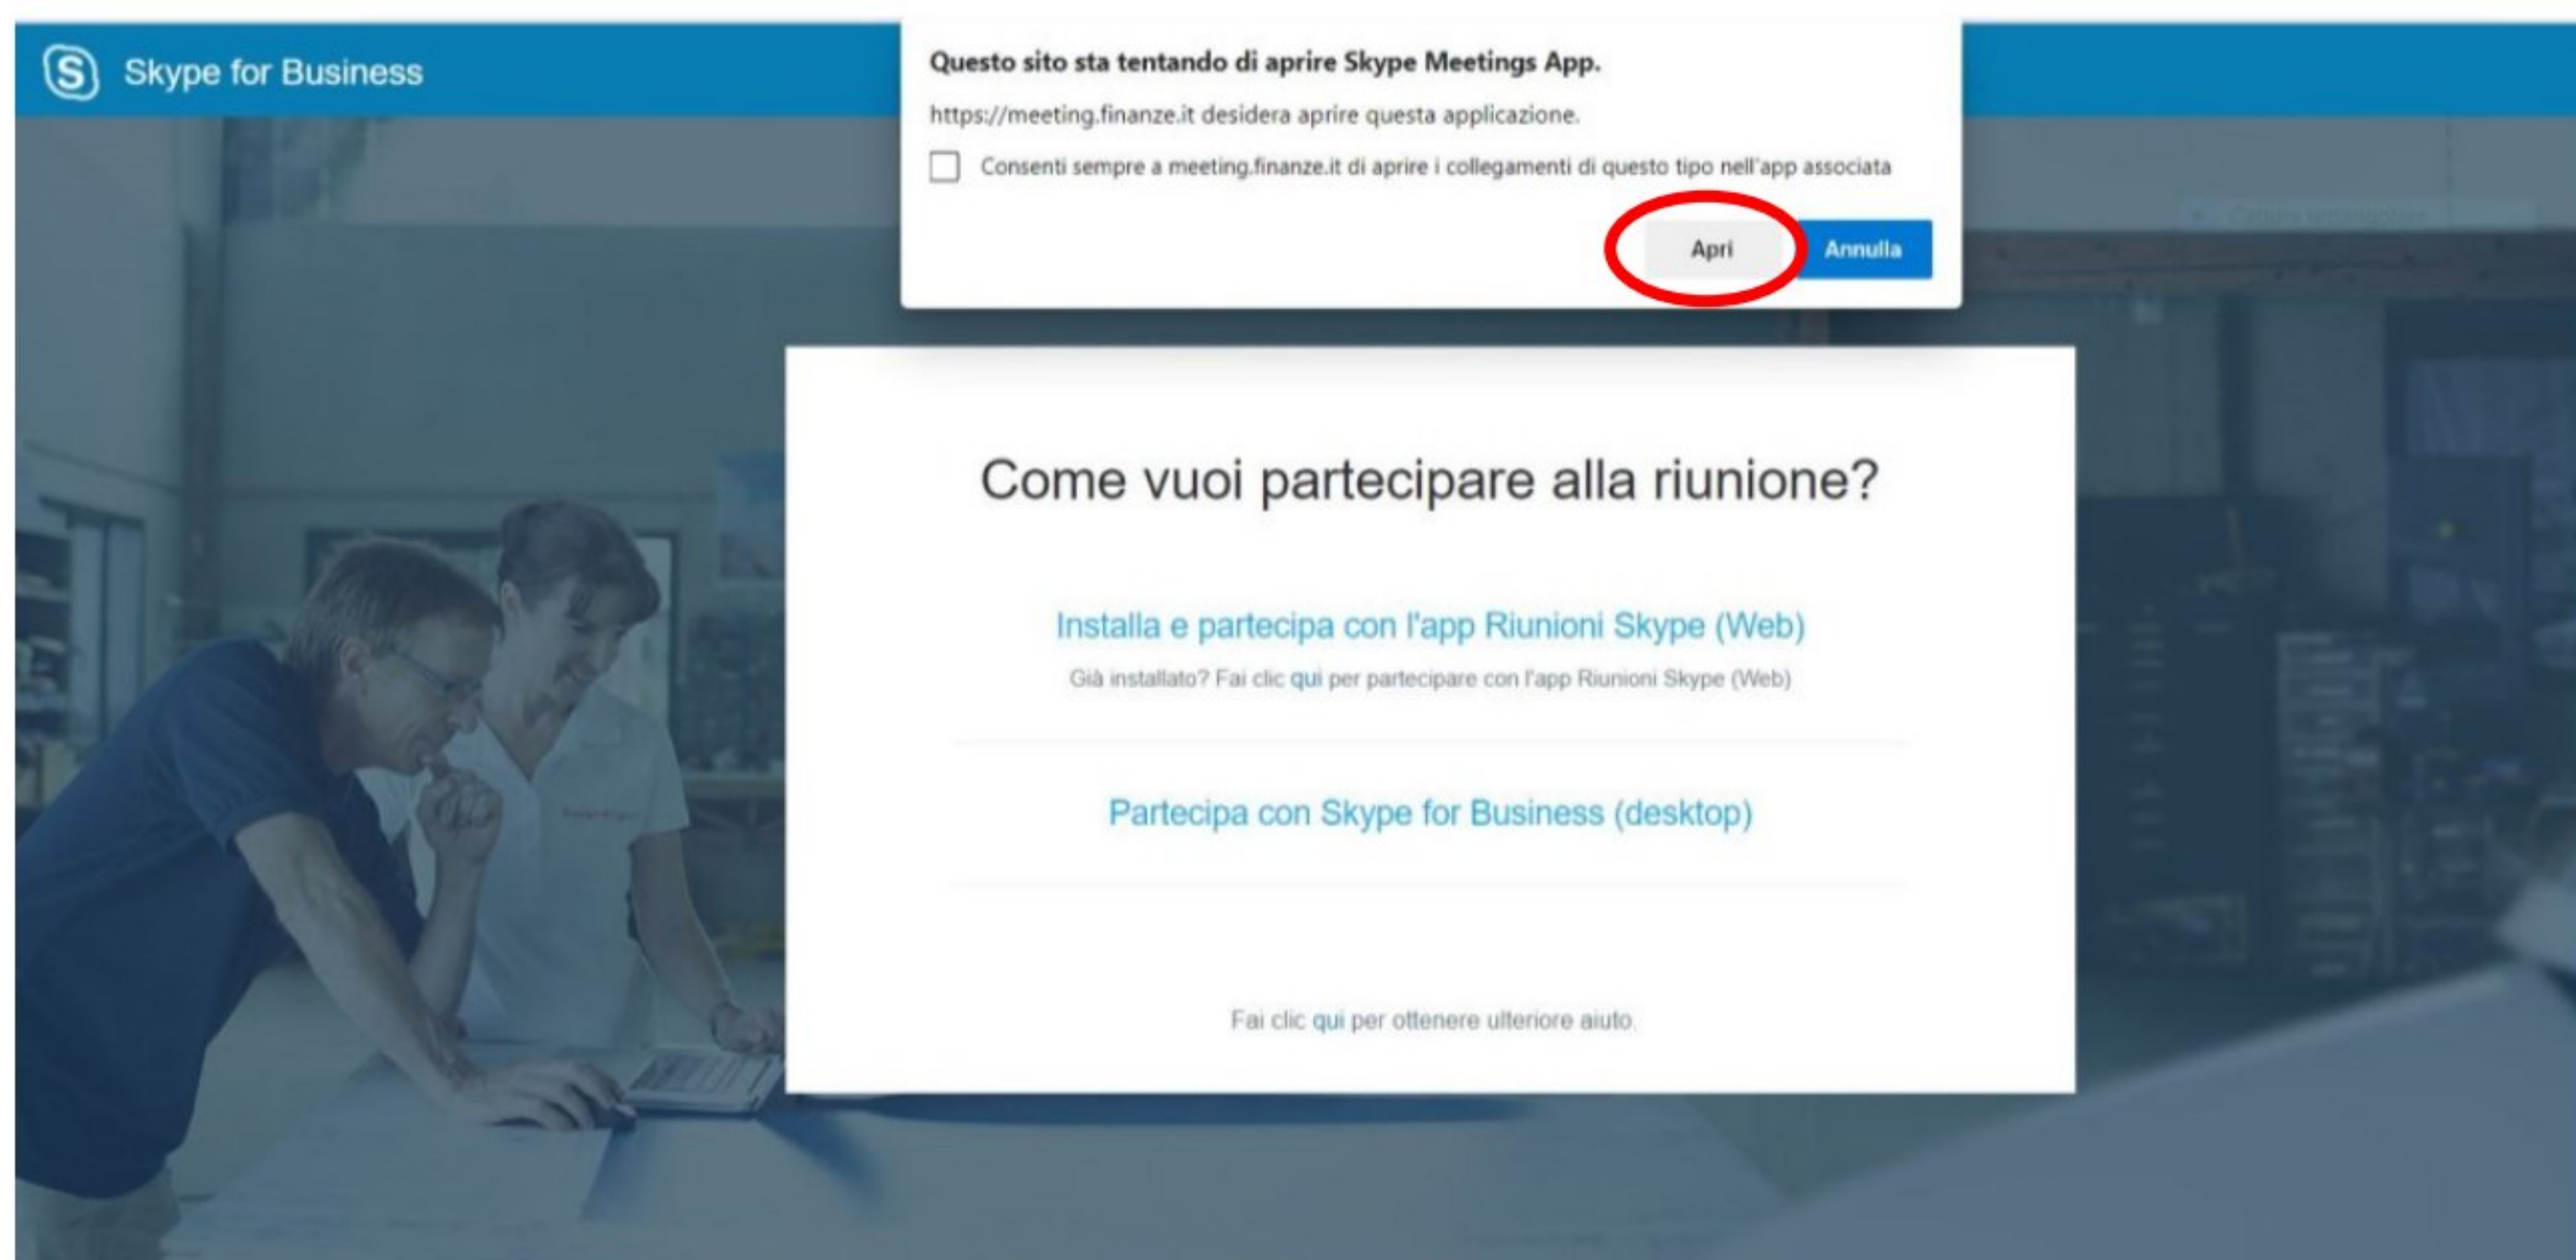 Skype for Business
Questo sito sta tentando di aprire Skype Meetings App.
https://meeting.finanze.it desidera aprire questa applicazione.
Consenti sempre a meeting.finanze.it di aprire i collegamenti di questo tipo nell'app associata
Apri
Annulla
Come vuoi partecipare alla riunione?
Installa e partecipa con l'app Riunioni Skype (Web)
Già installato? Fai clic qui per partecipare con l'app Riunioni Skype (Web)
Partecipa con Skype for Business (desktop)
Fai clic qui per ottenere ulteriore aiuto.